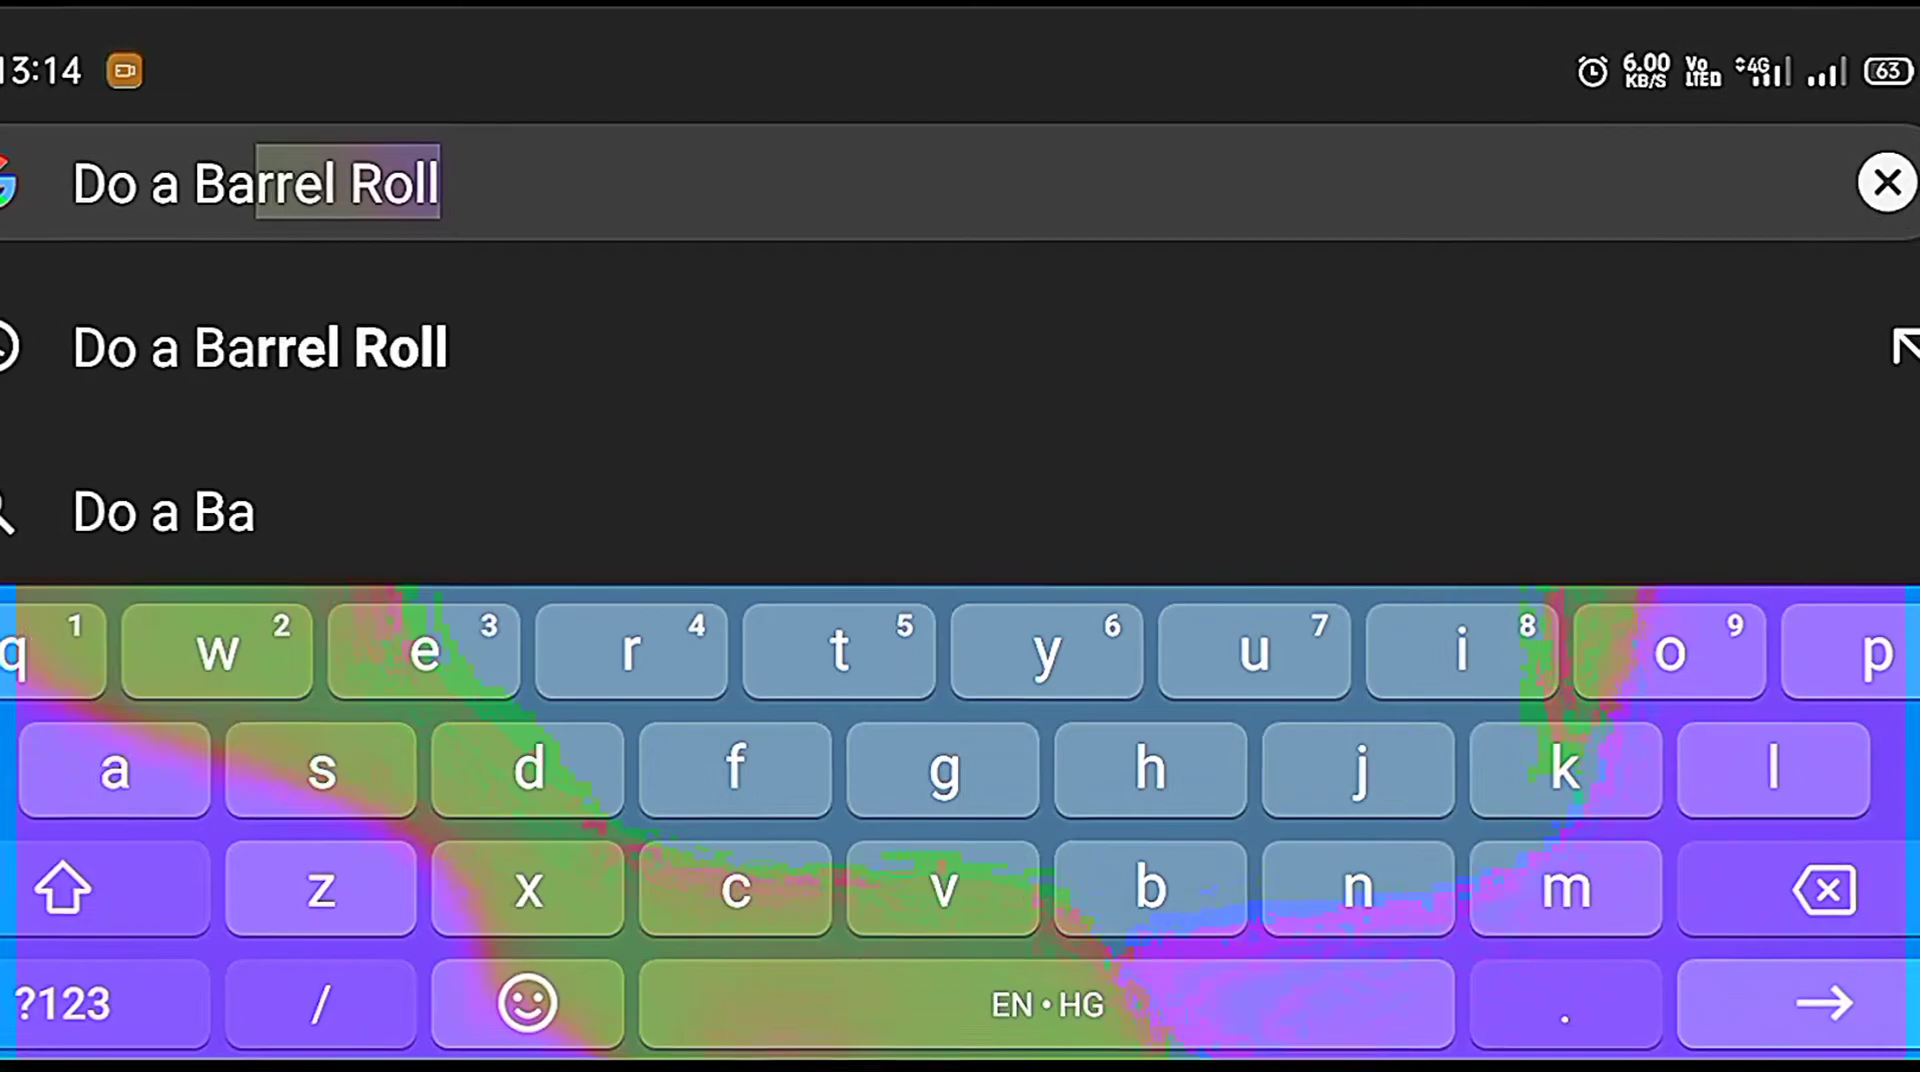 13:14 6.00 KB/S Vo LTED 4G 63
Do a Barrel Roll
Do a Barrel Roll
Do a Ba
q 1 w 2 e 3 r 4 t 5 y 6 u 7 i 8 o 9 p
a s d f g h j k l
z x c v b n m
?123 / EN • HG .